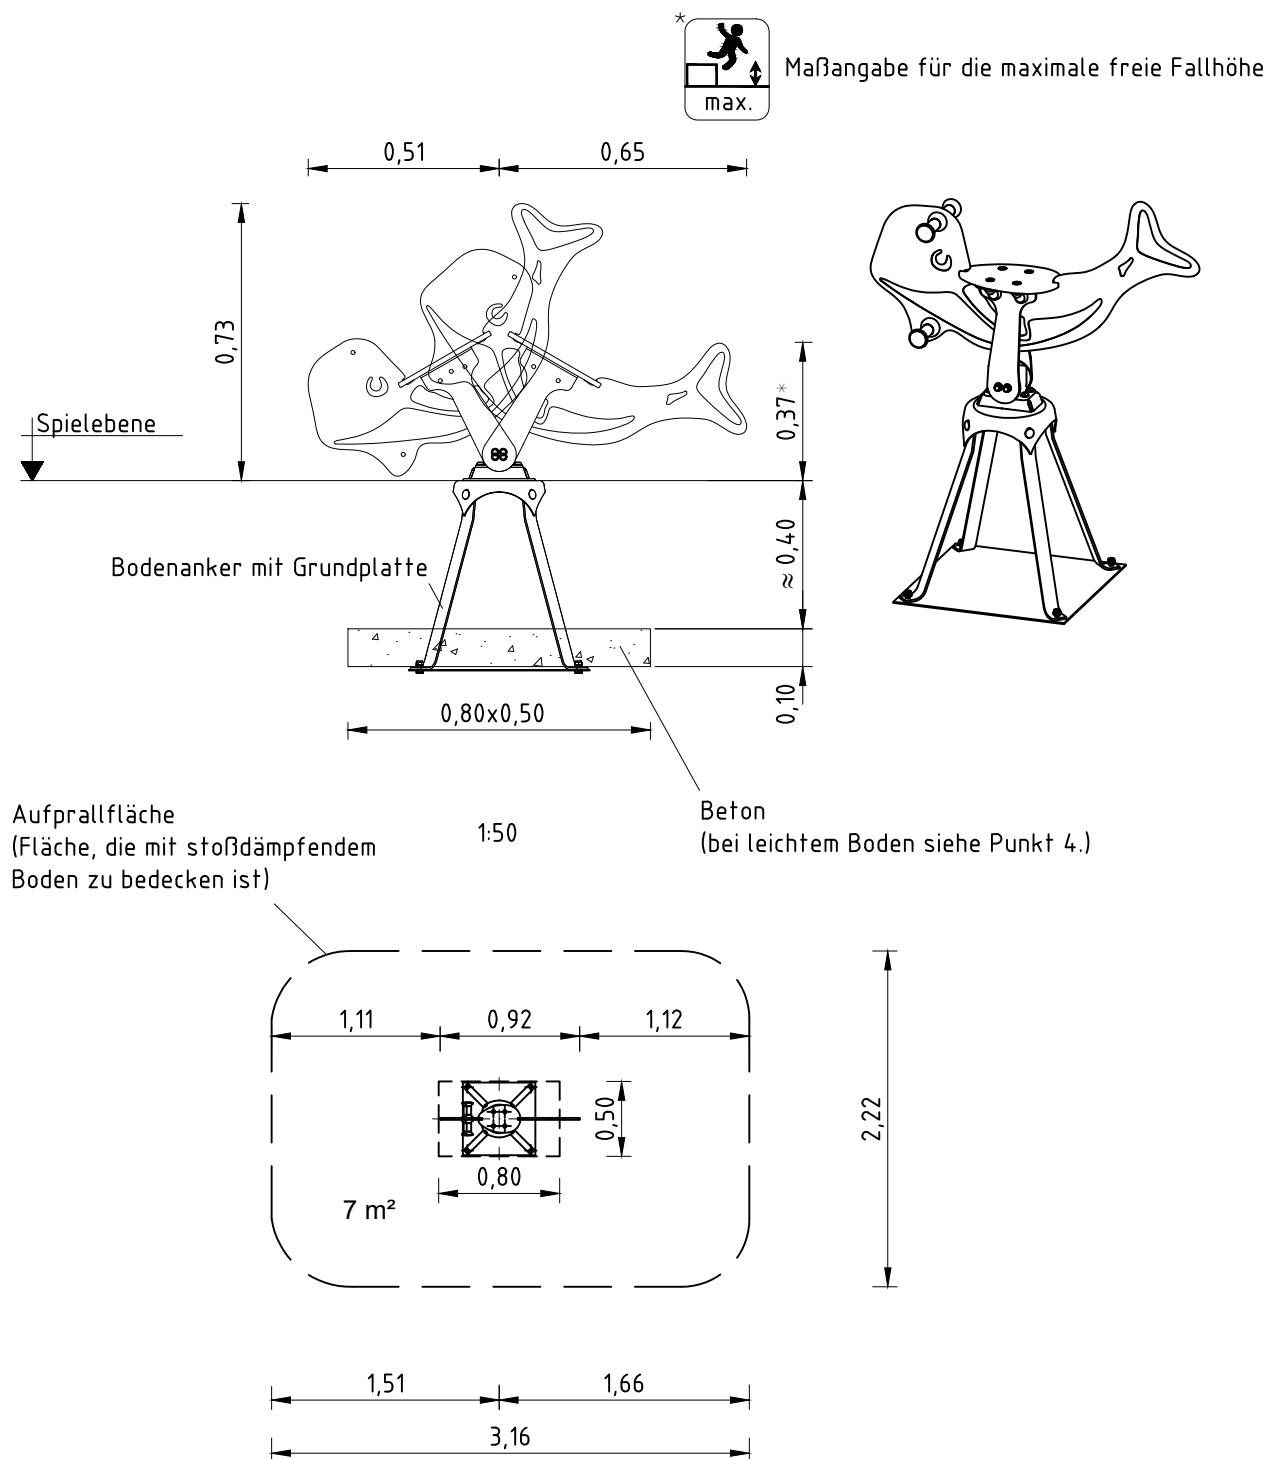 *
max.
Maßangabe für die maximale freie Fallhöhe
0,51
0,65
0,73
Spielebene
0,37*
≈ 0,40
Bodenanker mit Grundplatte
0,10
0,80x0,50
Aufprallfläche
(Fläche, die mit stoßdämpfendem
Boden zu bedecken ist)
1:50
Beton
(bei leichtem Boden siehe Punkt 4.)
1,11
0,92
1,12
0,50
2,22
0,80
7 m²
1,51
1,66
3,16